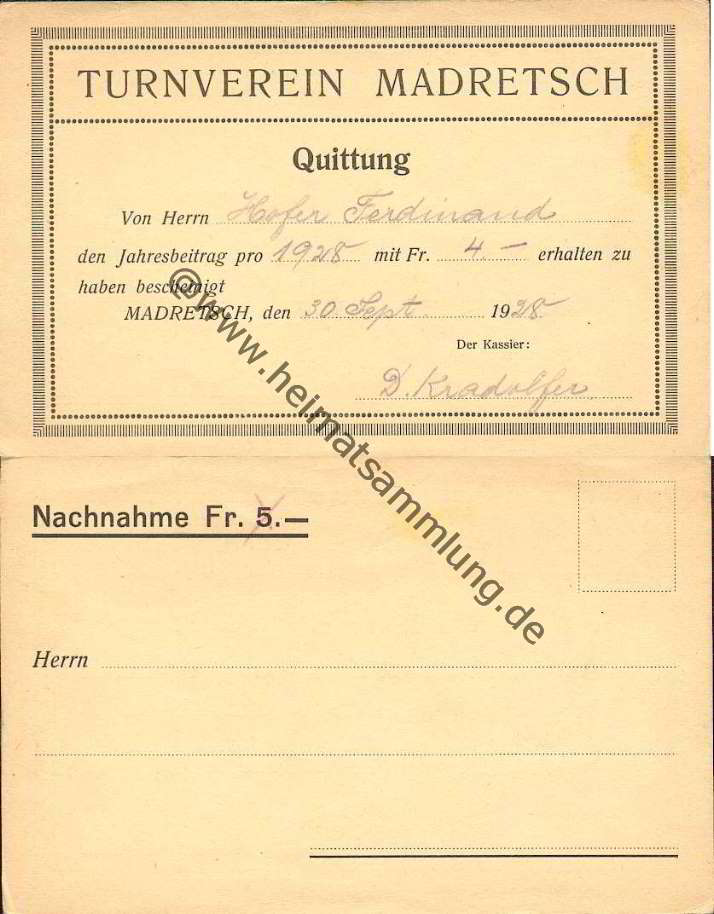 TURNVEREIN MADRETSCH
Quittung
Von Herrn Hofer Ferdinand
den Jahresbeitrag pro 1928 mit Fr. 4.— erhalten zu
haben bescheinigt
MADRETSCH, den 30 Sept 1928
Der Kassier:
D. Kradolfer
Nachnahme Fr. 5.—
Herrn
@www.heimatsammlung.de